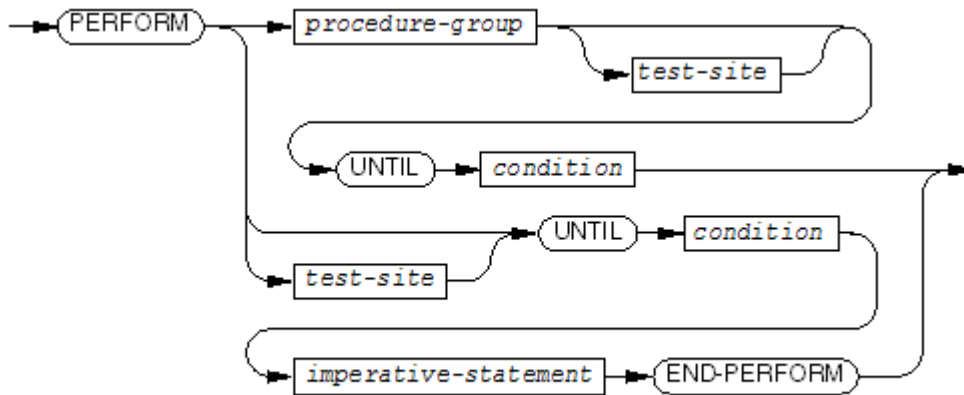 PERFORM procedure-group
test-site
UNTIL condition
UNTIL condition
test-site
imperative-statement END-PERFORM